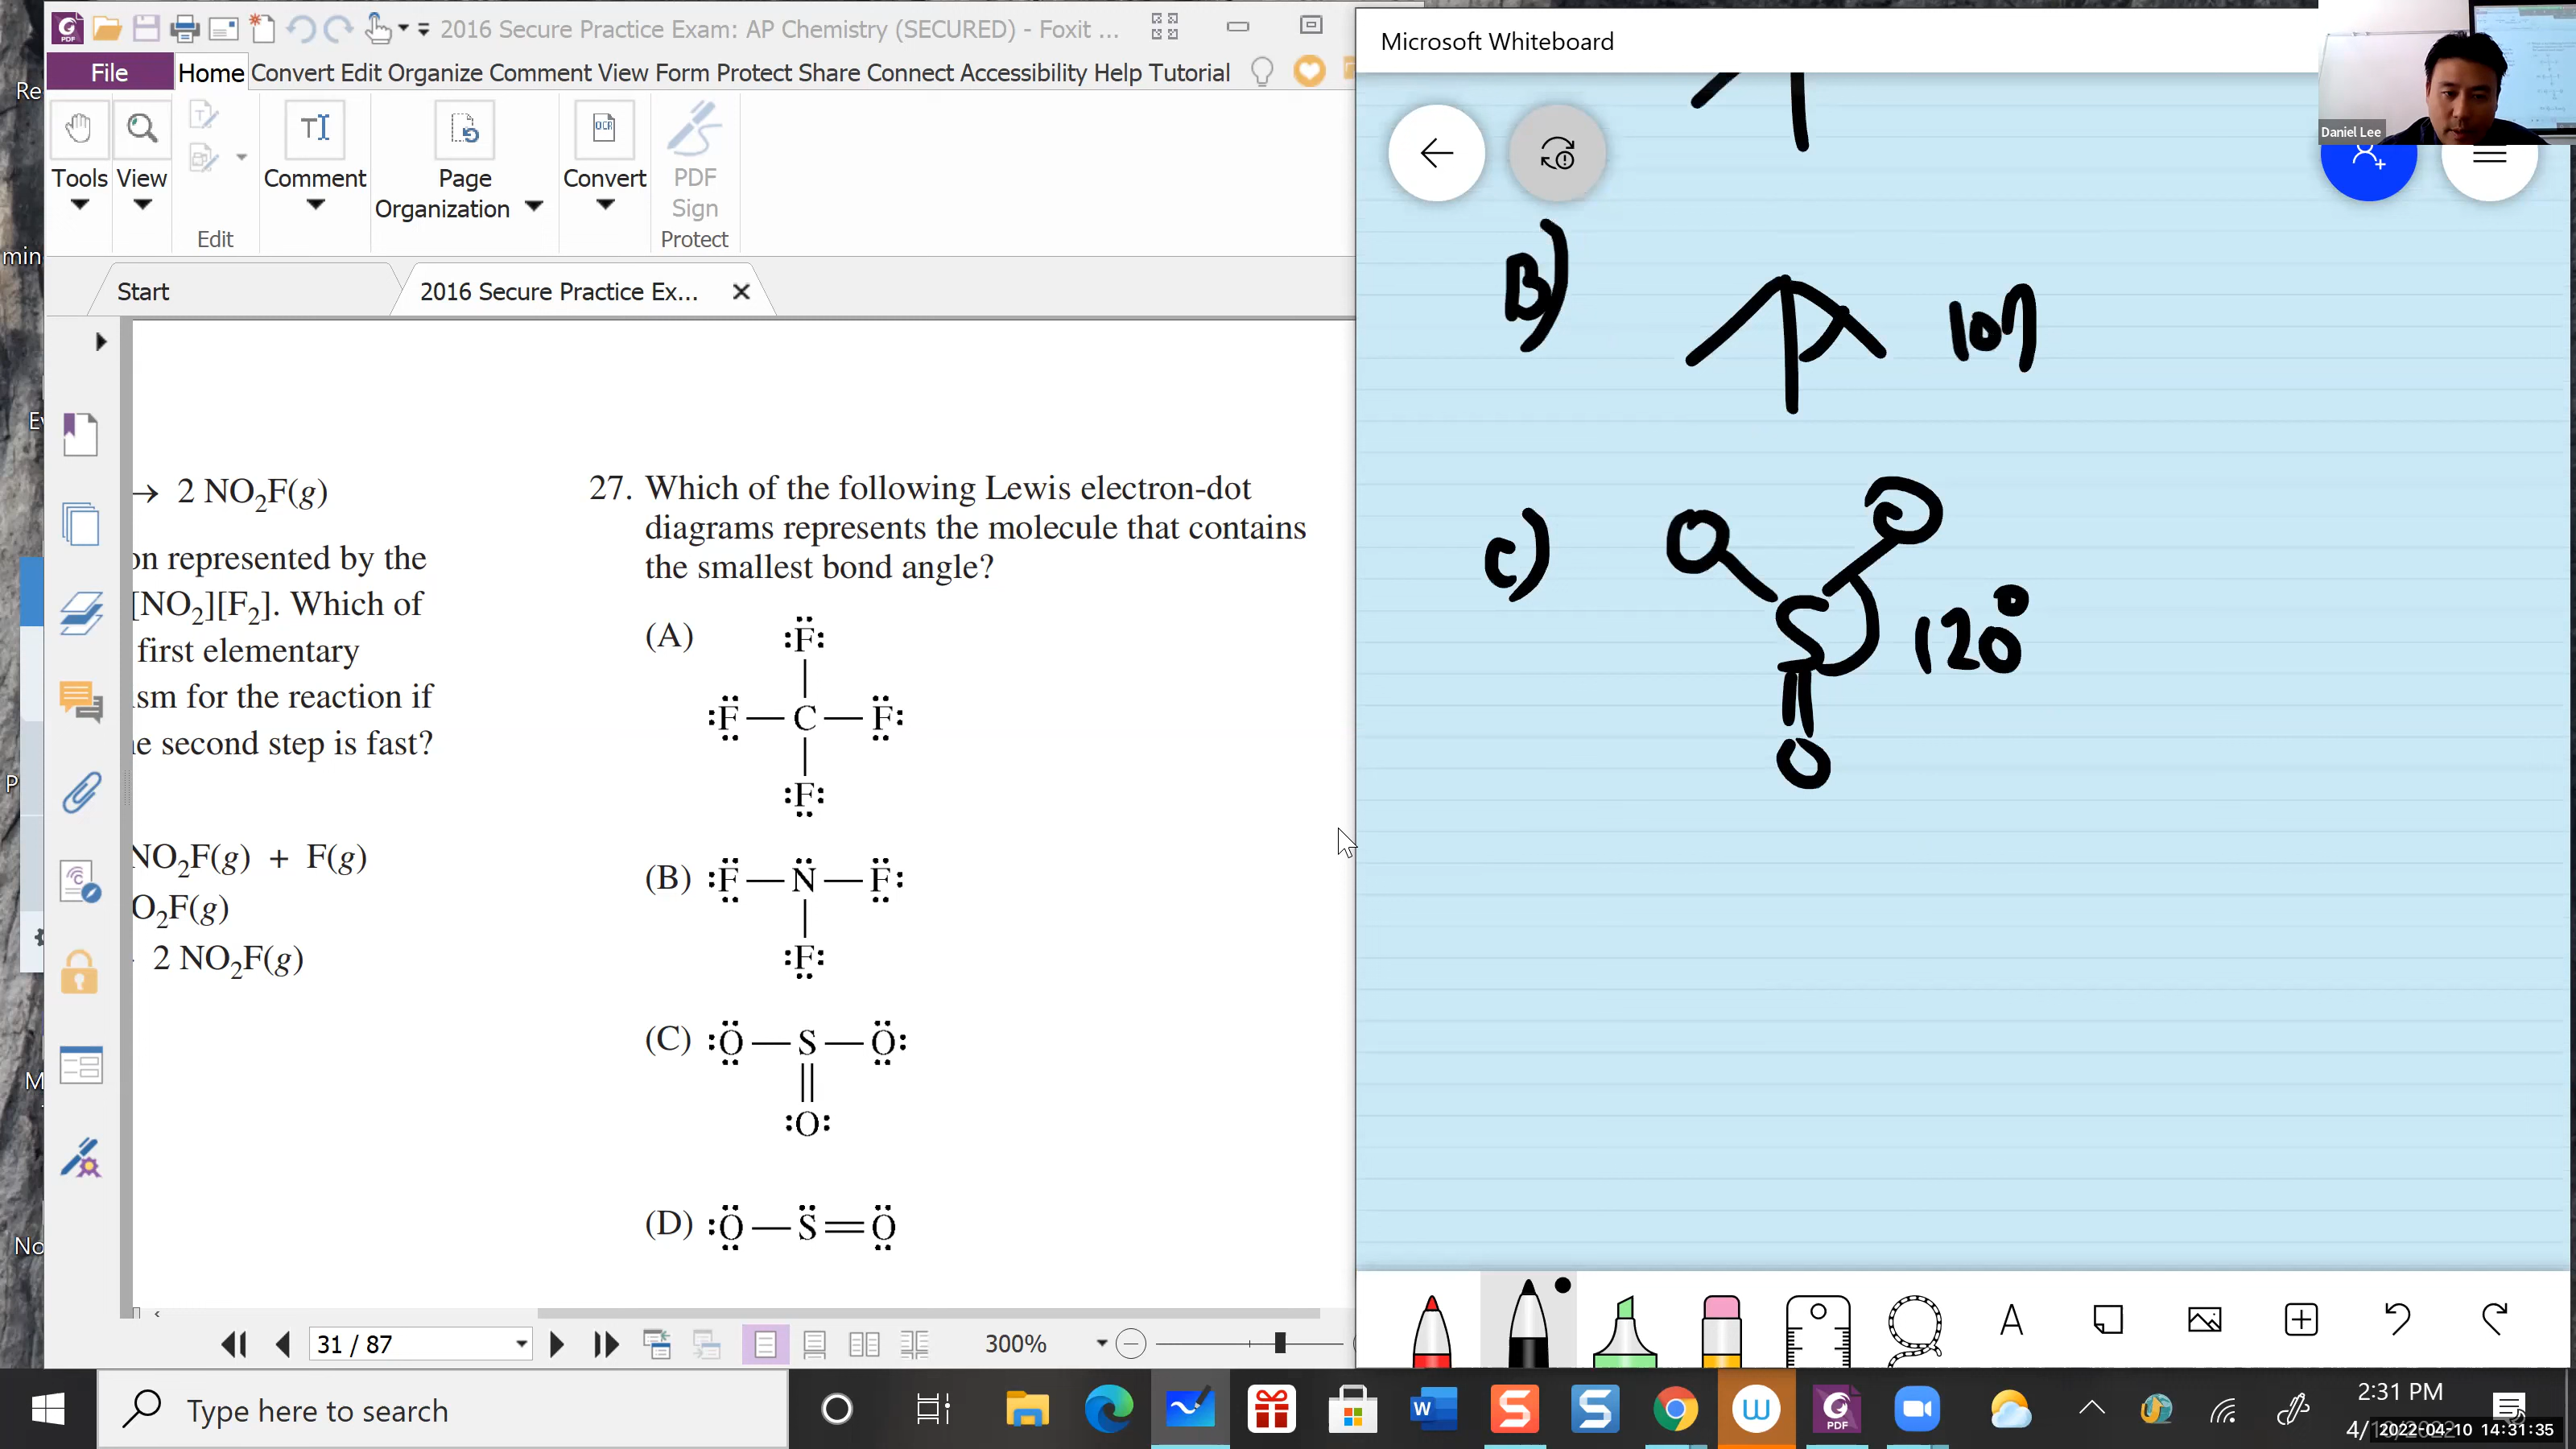 2016 Secure Practice Exam: AP Chemistry (SECURED) - Foxit ...
File Home Convert Edit Organize Comment View Form Protect Share Connect Accessibility Help Tutorial
Tools View Edit Comment Page Organization Convert PDF Sign Protect
Start 2016 Secure Practice Ex...
→ 2 NO₂F(g)
on represented by the
[NO₂][F₂]. Which of
first elementary
ism for the reaction if
e second step is fast?
NO₂F(g) + F(g)
O₂F(g)
2 NO₂F(g)
27. Which of the following Lewis electron-dot
diagrams represents the molecule that contains
the smallest bond angle?
(A)
:F:
:F — C — F:
:F:
(B) :F — N — F:
:F:
(C) :O — S — O:
:O:
(D) :O — S = O
31 / 87
300%
Microsoft Whiteboard
Daniel Lee
B)
107
C)
O O
S 120°
O
Type here to search
2:31 PM
2022-04-10 14:31:35